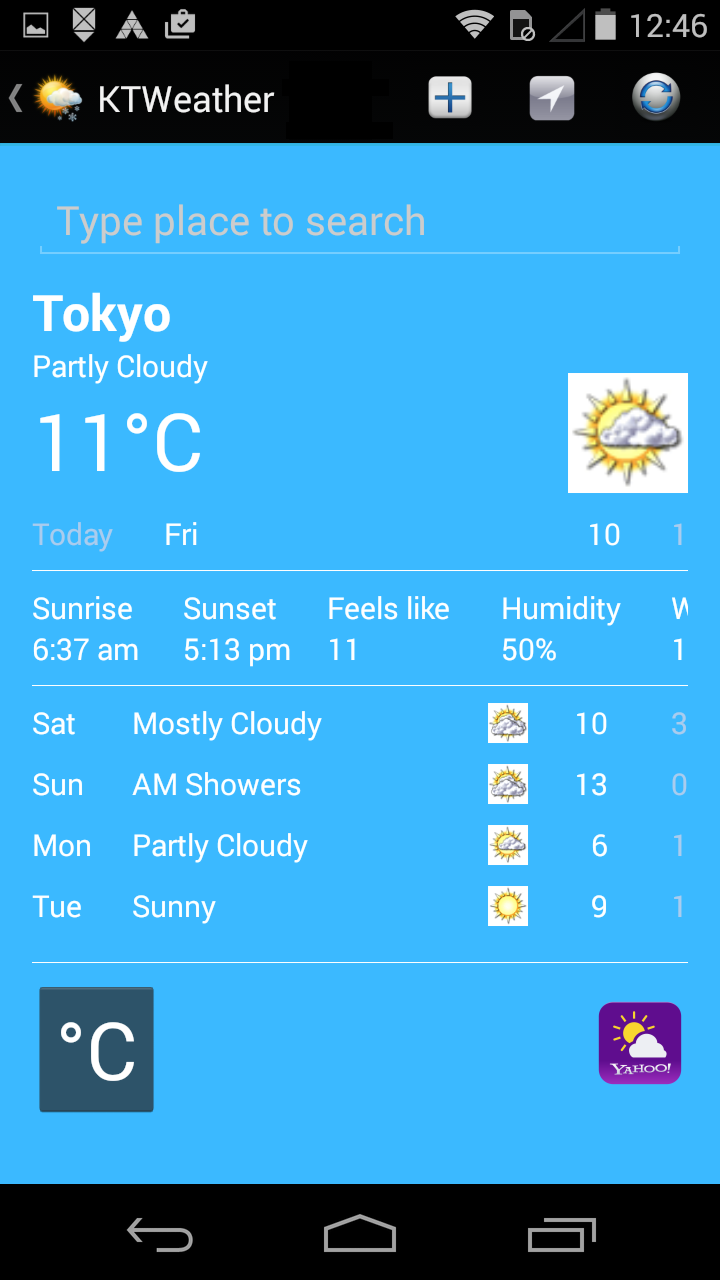 12:46
KTWeather
Type place to search
Tokyo
Partly Cloudy
11°C
Today Fri 10 1
Sunrise Sunset Feels like Humidity W
6:37 am 5:13 pm 11 50% 1
Sat Mostly Cloudy 10 3
Sun AM Showers 13 0
Mon Partly Cloudy 6 1
Tue Sunny 9 1
°C
YAHOO!